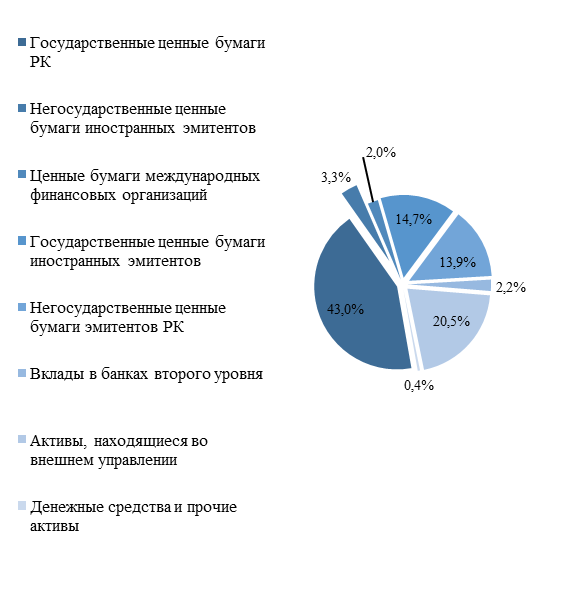 Государственные ценные бумаги
РК
Негосударственные ценные
бумаги иностранных эмитентов
Ценные бумаги международных
финансовых организаций
Государственные ценные бумаги
иностранных эмитентов
Негосударственные ценные
бумаги эмитентов РК
Вклады в банках второго уровня
Активы, находящиеся во
внешнем управлении
Денежные средства и прочие
активы
2,0%
3,3%
14,7%
13,9%
2,2%
43,0%
20,5%
0,4%